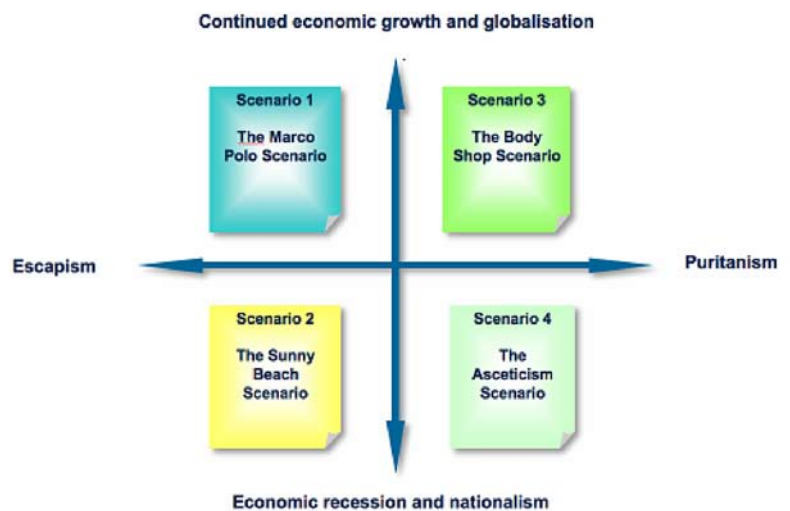 Continued economic growth and globalisation
Scenario 1
The Marco
Polo Scenario
Scenario 3
The Body
Shop Scenario
Escapism
Puritanism
Scenario 2
The Sunny
Beach
Scenario
Scenario 4
The
Asceticism
Scenario
Economic recession and nationalism